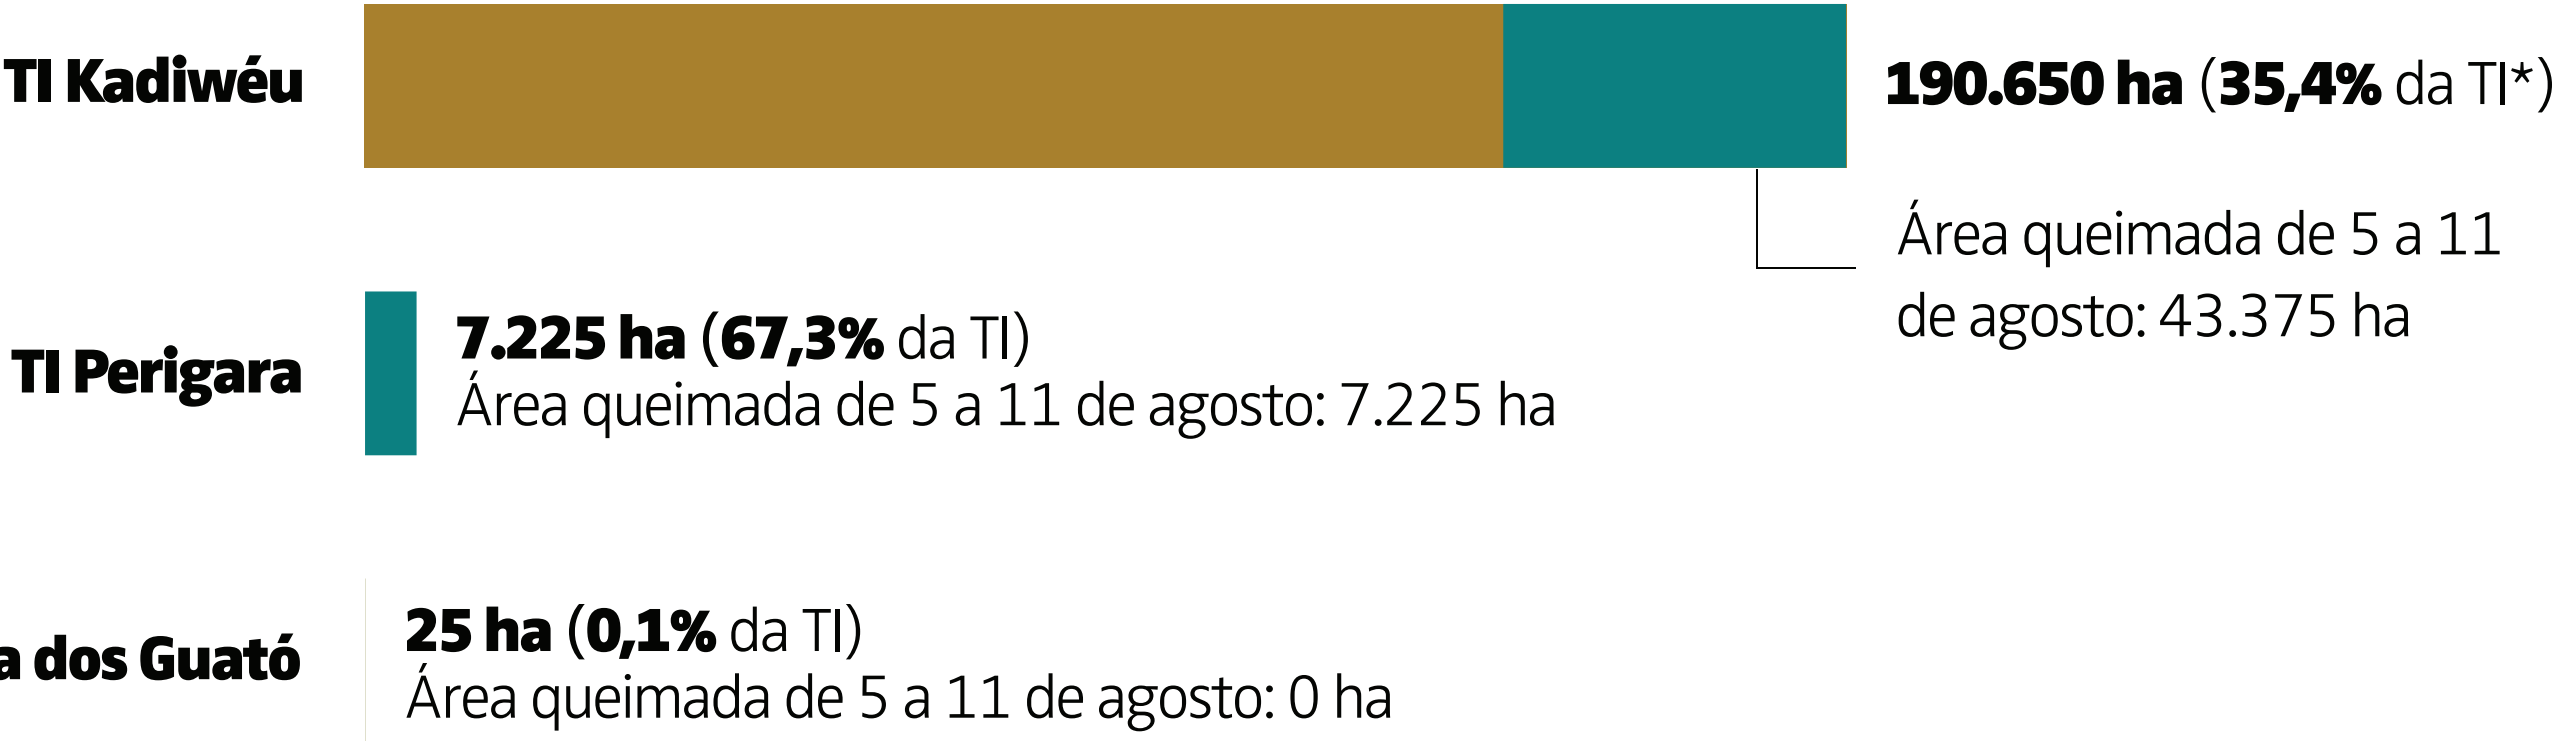 TI Kadiwéu
190.650 ha (35,4% da TI*)
Área queimada de 5 a 11
de agosto: 43.375 ha
TI Perigara
7.225 ha (67,3% da TI)
Área queimada de 5 a 11 de agosto: 7.225 ha
a dos Guató
25 ha (0,1% da TI)
Área queimada de 5 a 11 de agosto: 0 ha